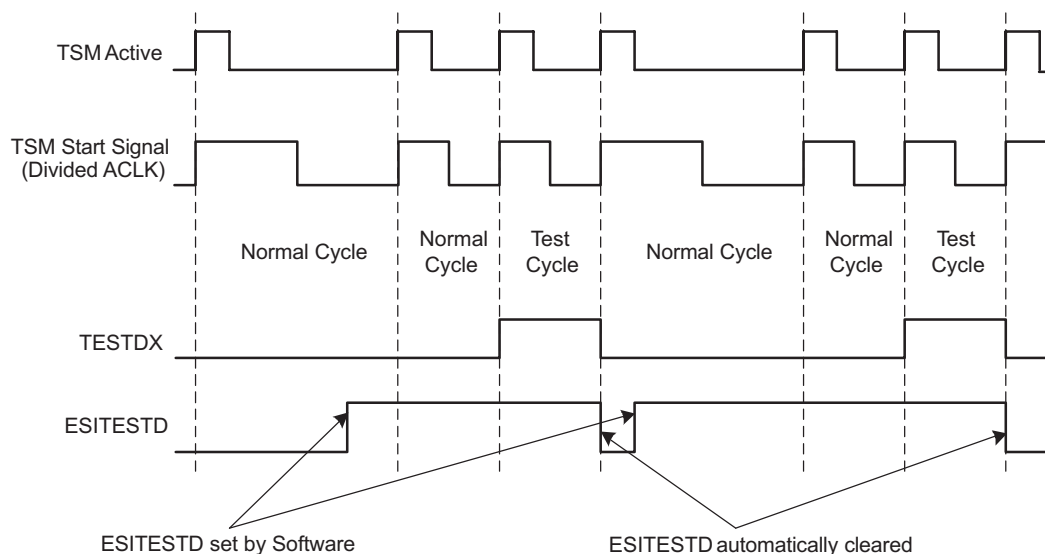 TSM Active
TSM Start Signal
(Divided ACLK)
Normal Cycle
Normal
Cycle
Test
Cycle
Normal Cycle
Normal
Cycle
Test
Cycle
TESTDX
ESITESTD
ESITESTD set by Software
ESITESTD automatically cleared